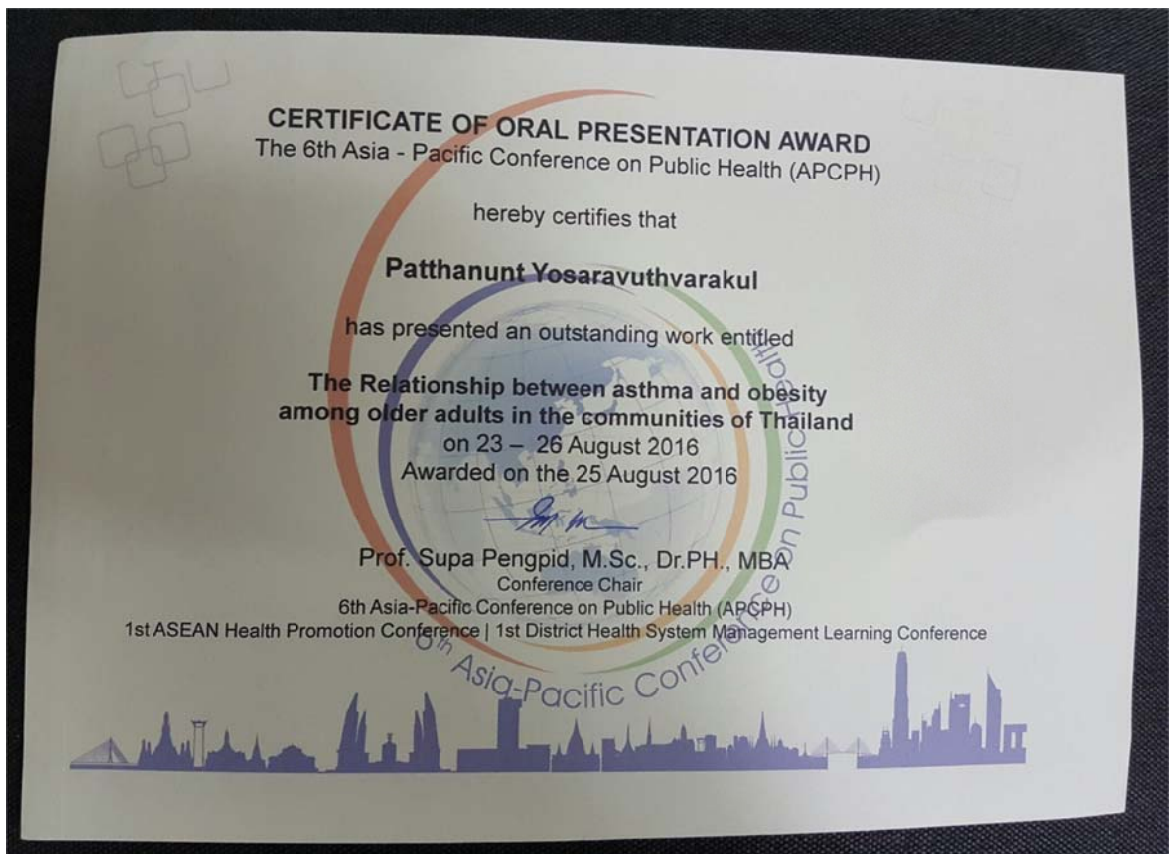 CERTIFICATE OF ORAL PRESENTATION AWARD
The 6th Asia - Pacific Conference on Public Health (APCPH)
hereby certifies that
Patthanunt Yosaravuthvarakul
has presented an outstanding work entitled
The Relationship between asthma and obesity
among older adults in the communities of Thailand
on 23 – 26 August 2016
Awarded on the 25 August 2016
Prof. Supa Pengpid, M.Sc., Dr.PH., MBA
Conference Chair
6th Asia-Pacific Conference on Public Health (APCPH)
1st ASEAN Health Promotion Conference | 1st District Health System Management Learning Conference
6th Asia-Pacific Conference on Public Health